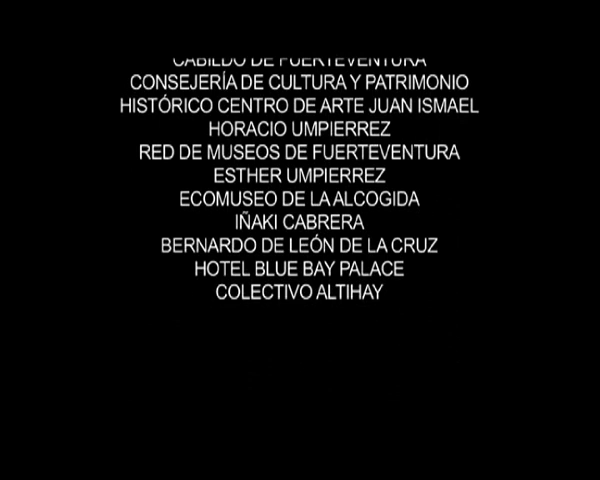 CABILDO DE FUERTEVENTURA
CONSEJERÍA DE CULTURA Y PATRIMONIO
HISTÓRICO CENTRO DE ARTE JUAN ISMAEL
HORACIO UMPIERREZ
RED DE MUSEOS DE FUERTEVENTURA
ESTHER UMPIERREZ
ECOMUSEO DE LA ALCOGIDA
IÑAKI CABRERA
BERNARDO DE LEÓN DE LA CRUZ
HOTEL BLUE BAY PALACE
COLECTIVO ALTIHAY